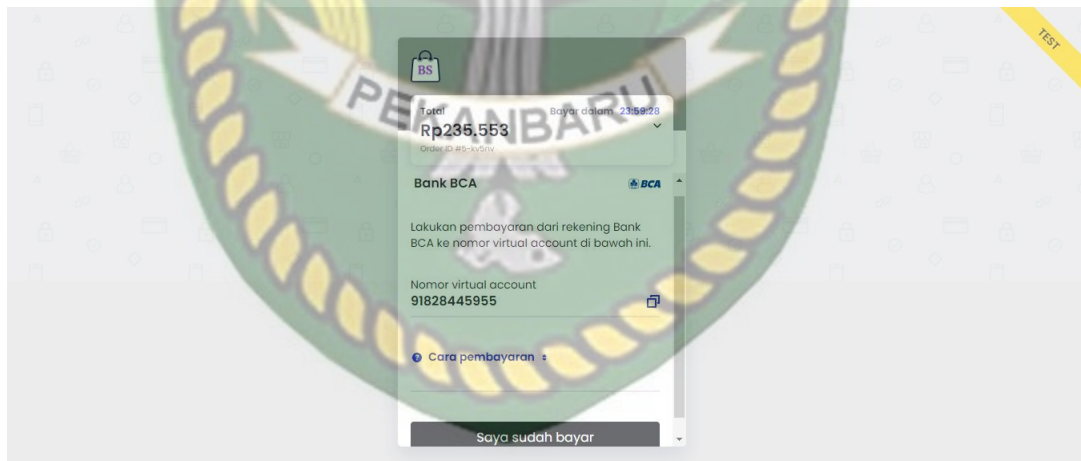 TEST
BS
PEKANBARU
Total
Bayar dalam 23:59:28
Rp235.553
Order ID #5-kv5nv
Bank BCA
BCA
Lakukan pembayaran dari rekening Bank
BCA ke nomor virtual account di bawah ini.
Nomor virtual account
91828445955
Cara pembayaran
Saya sudah bayar